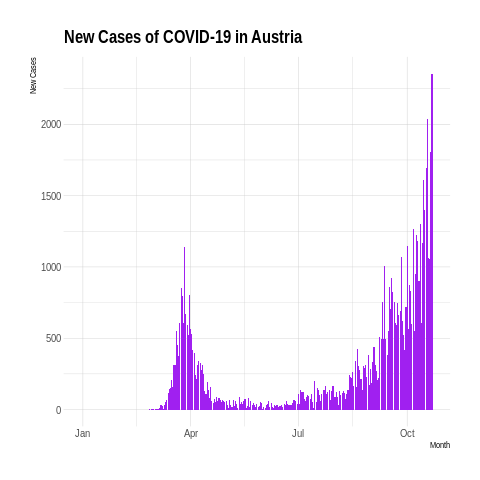 New Cases of COVID-19 in Austria
New Cases
2000
1500
1000
500
0
Jan Apr Jul Oct
Month